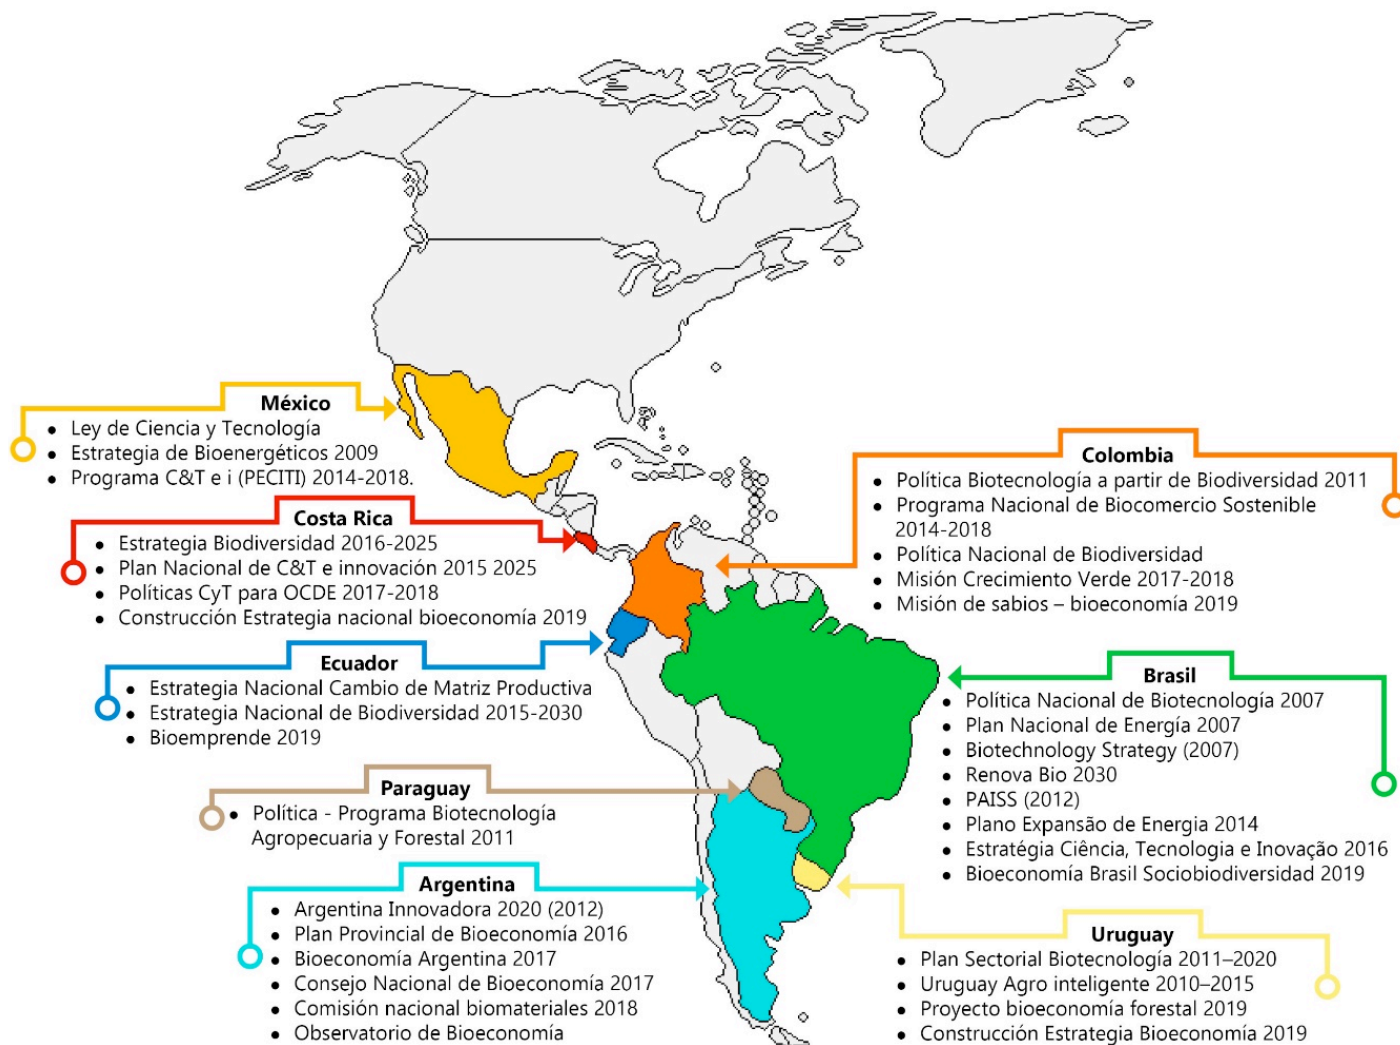 México
• Ley de Ciencia y Tecnología
• Estrategia de Bioenergéticos 2009
• Programa C&T e i (PECITI) 2014-2018.
Costa Rica
• Estrategia Biodiversidad 2016-2025
• Plan Nacional de C&T e innovación 2015 2025
• Políticas CyT para OCDE 2017-2018
• Construcción Estrategia nacional bioeconomía 2019
Ecuador
• Estrategia Nacional Cambio de Matriz Productiva
• Estrategia Nacional de Biodiversidad 2015-2030
• Bioemprende 2019
Paraguay
• Política - Programa Biotecnología
Agropecuaria y Forestal 2011
Argentina
• Argentina Innovadora 2020 (2012)
• Plan Provincial de Bioeconomía 2016
• Bioeconomía Argentina 2017
• Consejo Nacional de Bioeconomía 2017
• Comisión nacional biomateriales 2018
• Observatorio de Bioeconomía
Colombia
• Política Biotecnología a partir de Biodiversidad 2011
• Programa Nacional de Biocomercio Sostenible
2014-2018
• Política Nacional de Biodiversidad
• Misión Crecimiento Verde 2017-2018
• Misión de sabios – bioeconomía 2019
Brasil
• Política Nacional de Biotecnología 2007
• Plan Nacional de Energía 2007
• Biotechnology Strategy (2007)
• Renova Bio 2030
• PAISS (2012)
• Plano Expansão de Energia 2014
• Estratégia Ciência, Tecnologia e Inovação 2016
• Bioeconomía Brasil Sociobiodiversidad 2019
Uruguay
• Plan Sectorial Biotecnología 2011–2020
• Uruguay Agro inteligente 2010–2015
• Proyecto bioeconomía forestal 2019
• Construcción Estrategia Bioeconomía 2019